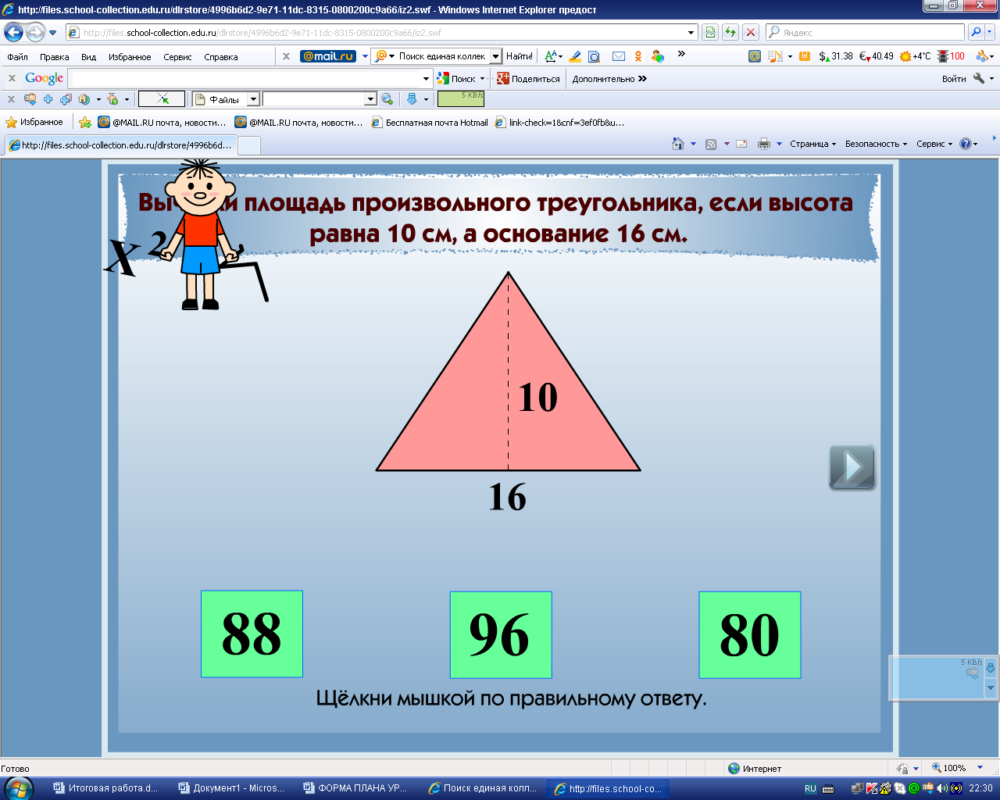 http://files.school-collection.edu.ru/dlrstore/4996b6d2-9e71-11dc-8315-0800200c9a66/iz2.swf - Windows Internet Explorer предост
http://files.school-collection.edu.ru/dlrstore/4996b6d2-9e71-11dc-8315-0800200c9a66/iz2.swf
Яндекс
Файл Правка Вид Избранное Сервис Справка x @mail.ru Поиск единая коллек Найти! $ 31.38 € 40.49 +4°C 100
x Google Поиск Поделиться Дополнительно Войти
x Файлы 5 KB/s
Избранное @MAIL.RU почта, новости... @MAIL.RU почта, новости... Бесплатная почта Hotmail link-check=1&cnf=3ef0fb&u...
http://files.school-collection.edu.ru/dlrstore/4996b6d... Страница Безопасность Сервис
площадь произвольного треугольника, если высота
равна 10 см, а основание 16 см.
X 2
10
16
88 96 80
5 KB/s
Щёлкни мышкой по правильному ответу.
Готово Интернет 100%
Итоговая работа.d... Документ1 - Micros... ФОРМА ПЛАНА УР... Поиск единая колл... http://files.school-co... RU 22:30